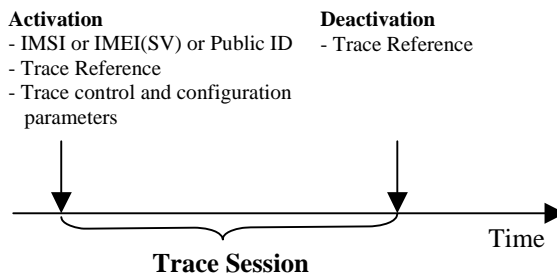 Activation
- IMSI or IMEI(SV) or Public ID
- Trace Reference
- Trace control and configuration
parameters
Deactivation
- Trace Reference
Time
Trace Session